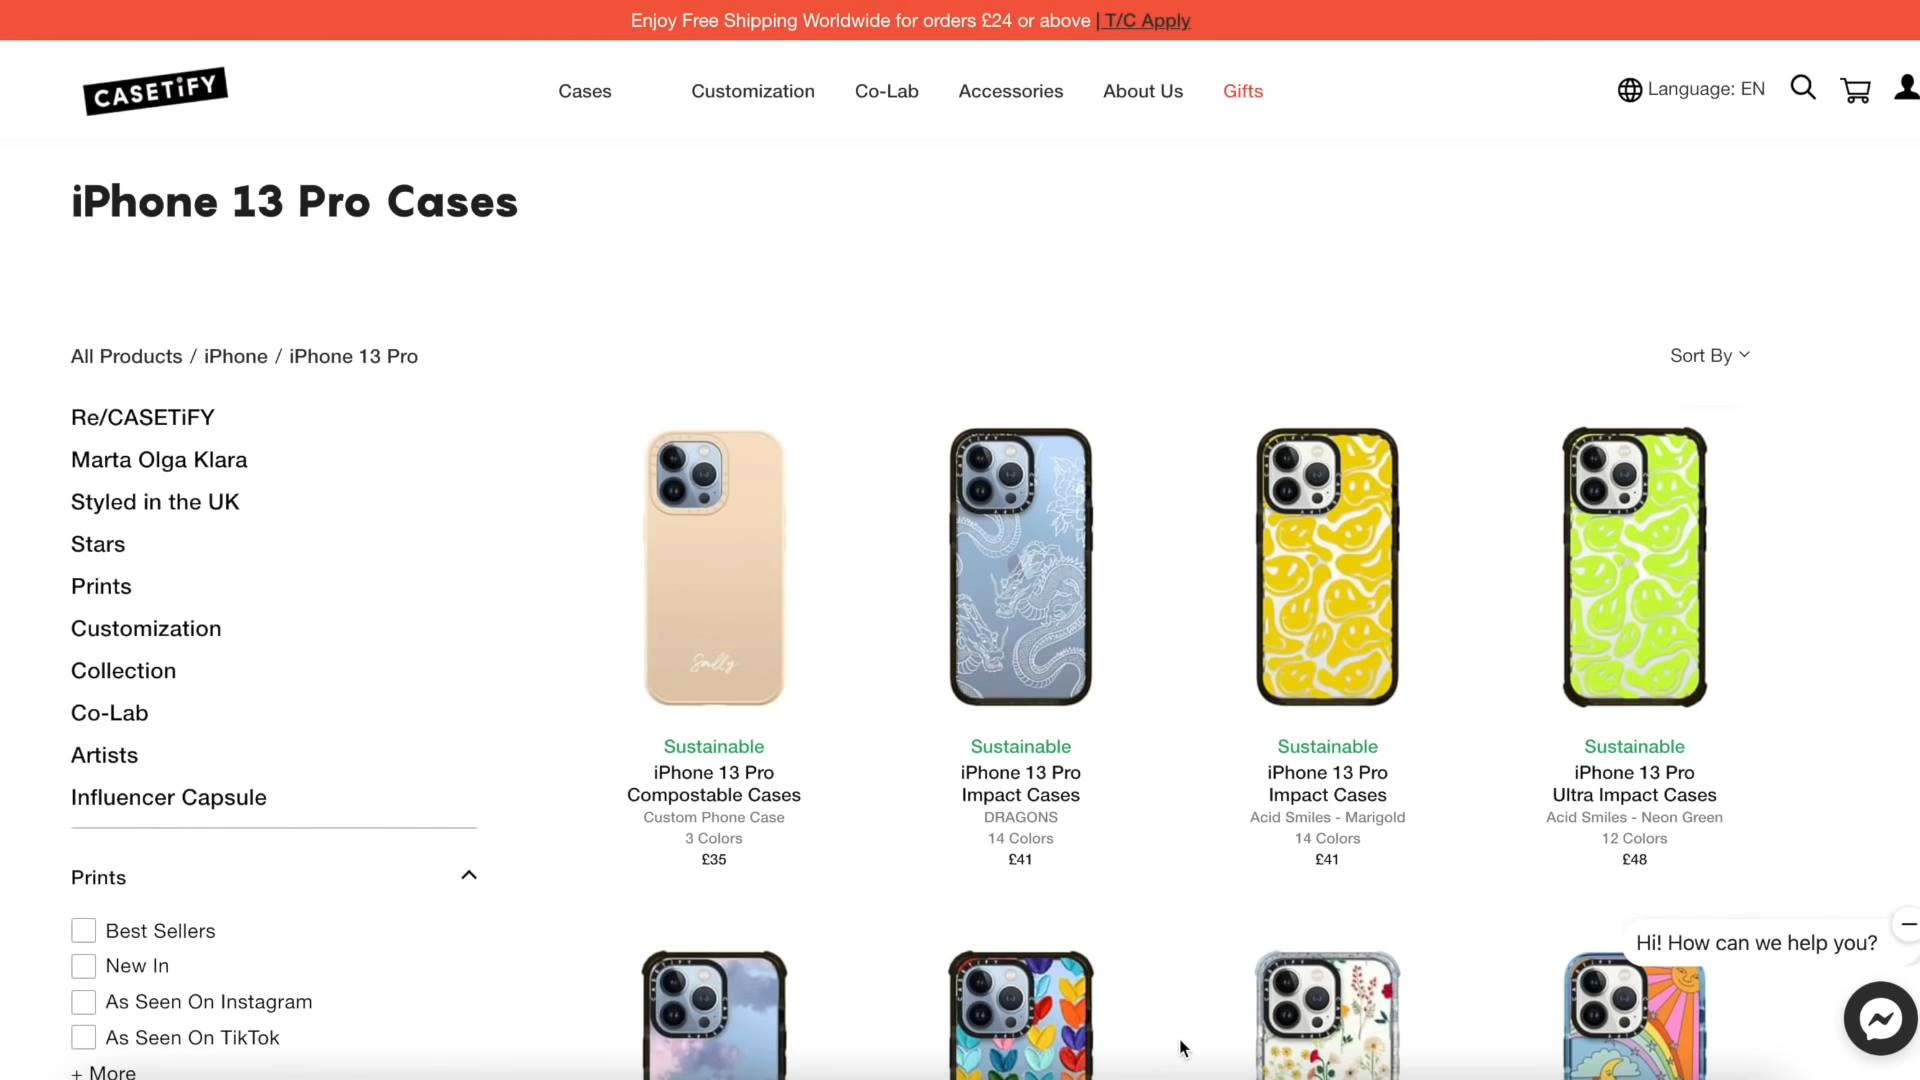 Enjoy Free Shipping Worldwide for orders £24 or above | T/C Apply
CASETiFY
Cases
Customization
Co-Lab
Accessories
About Us
Gifts
Language: EN
iPhone 13 Pro Cases
All Products / iPhone / iPhone 13 Pro
Sort By
Re/CASETiFY
Marta Olga Klara
Styled in the UK
Stars
Prints
Customization
Collection
Co-Lab
Artists
Influencer Capsule
Prints
Best Sellers
New In
As Seen On Instagram
As Seen On TikTok
+ More
Sustainable
iPhone 13 Pro
Compostable Cases
Custom Phone Case
3 Colors
£35
Sustainable
iPhone 13 Pro
Impact Cases
DRAGONS
14 Colors
£41
Sustainable
iPhone 13 Pro
Impact Cases
Acid Smiles - Marigold
14 Colors
£41
Sustainable
iPhone 13 Pro
Ultra Impact Cases
Acid Smiles - Neon Green
12 Colors
£48
Hi! How can we help you?